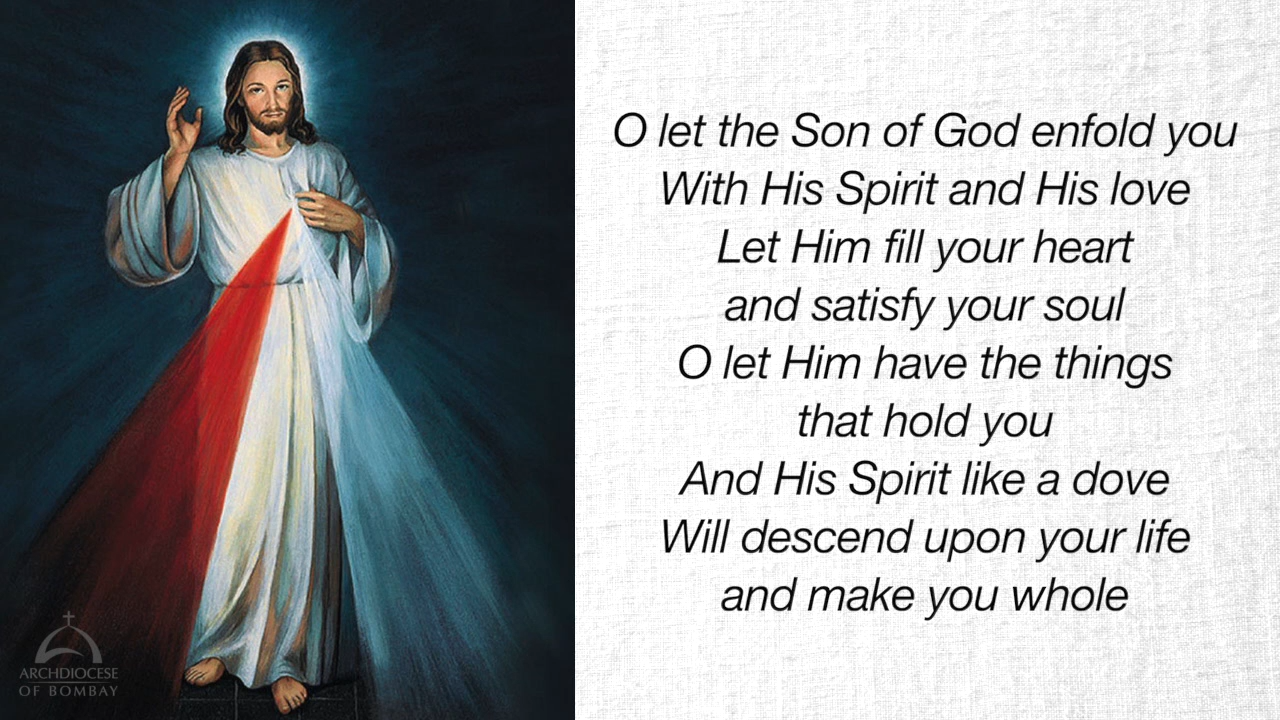 O let the Son of God enfold you
With His Spirit and His love
Let Him fill your heart
and satisfy your soul
O let Him have the things
that hold you
And His Spirit like a dove
Will descend upon your life
and make you whole
ARCHDIOCESE
OF BOMBAY